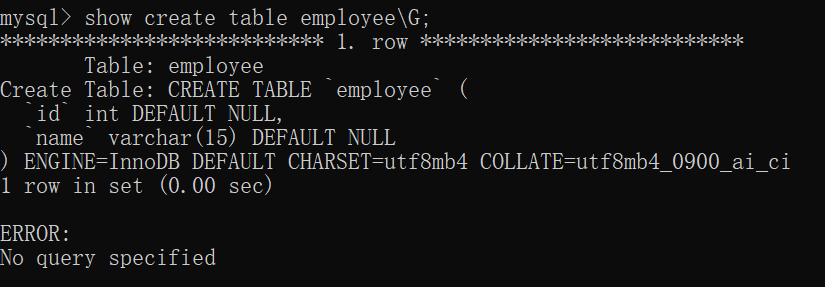 mysql> show create table employee\G;
*************************** 1. row ***************************
       Table: employee
Create Table: CREATE TABLE `employee` (
  `id` int DEFAULT NULL,
  `name` varchar(15) DEFAULT NULL
) ENGINE=InnoDB DEFAULT CHARSET=utf8mb4 COLLATE=utf8mb4_0900_ai_ci
1 row in set (0.00 sec)

ERROR:
No query specified